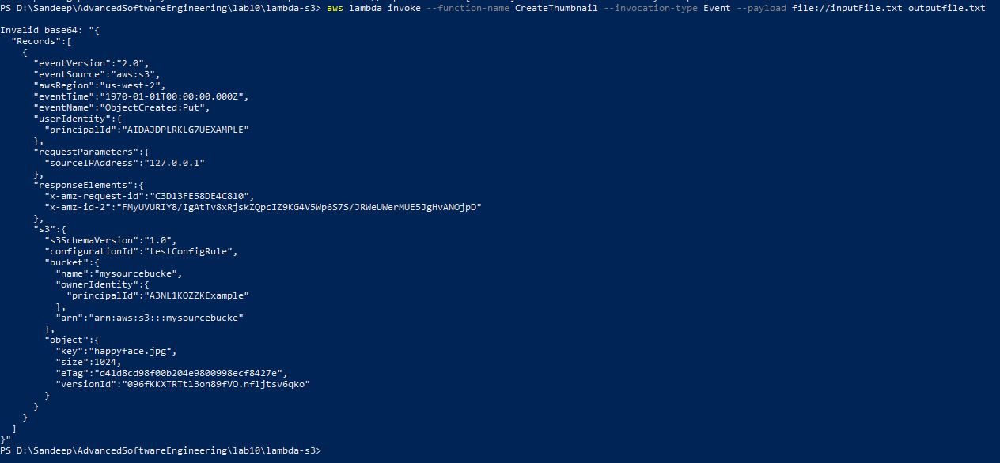 PS D:\Sandeep\AdvancedSoftwareEngineering\lab10\lambda-s3> aws lambda invoke --function-name CreateThumbnail --invocation-type Event --payload file://inputFile.txt outputfile.txt
Invalid base64: "{
  "Records":[
    {
      "eventVersion":"2.0",
      "eventSource":"aws:s3",
      "awsRegion":"us-west-2",
      "eventTime":"1970-01-01T00:00:00.000Z",
      "eventName":"ObjectCreated:Put",
      "userIdentity":{
        "principalId":"AIDAJDPLRKLG7UEXAMPLE"
      },
      "requestParameters":{
        "sourceIPAddress":"127.0.0.1"
      },
      "responseElements":{
        "x-amz-request-id":"C3D13FE58DE4C810",
        "x-amz-id-2":"FMyUVURIY8/IgAtTv8xRjskZQpcIZ9KG4V5Wp6S7S/JRWeUWerMUE5JgHvANOjpD"
      },
      "s3":{
        "s3SchemaVersion":"1.0",
        "configurationId":"testConfigRule",
        "bucket":{
          "name":"mysourcebucke",
          "ownerIdentity":{
            "principalId":"A3NL1KOZZKExample"
          },
          "arn":"arn:aws:s3:::mysourcebucke"
        },
        "object":{
          "key":"happyface.jpg",
          "size":1024,
          "eTag":"d41d8cd98f00b204e9800998ecf8427e",
          "versionId":"096fKKXTRTtl3on89fVO.nfljtsv6qko"
        }
      }
    }
  ]
}"
PS D:\Sandeep\AdvancedSoftwareEngineering\lab10\lambda-s3>